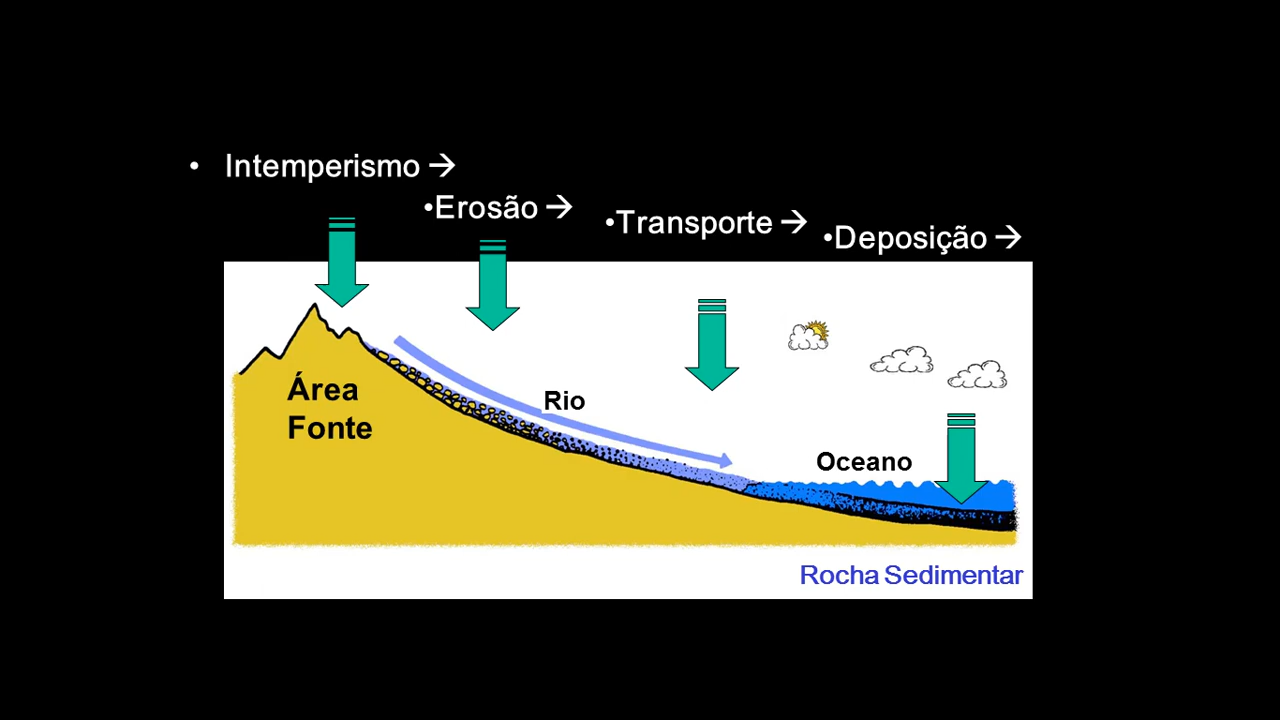 • Intemperismo →
•Erosão →
•Transporte →
•Deposição →
Área
Fonte
Rio
Oceano
Rocha Sedimentar